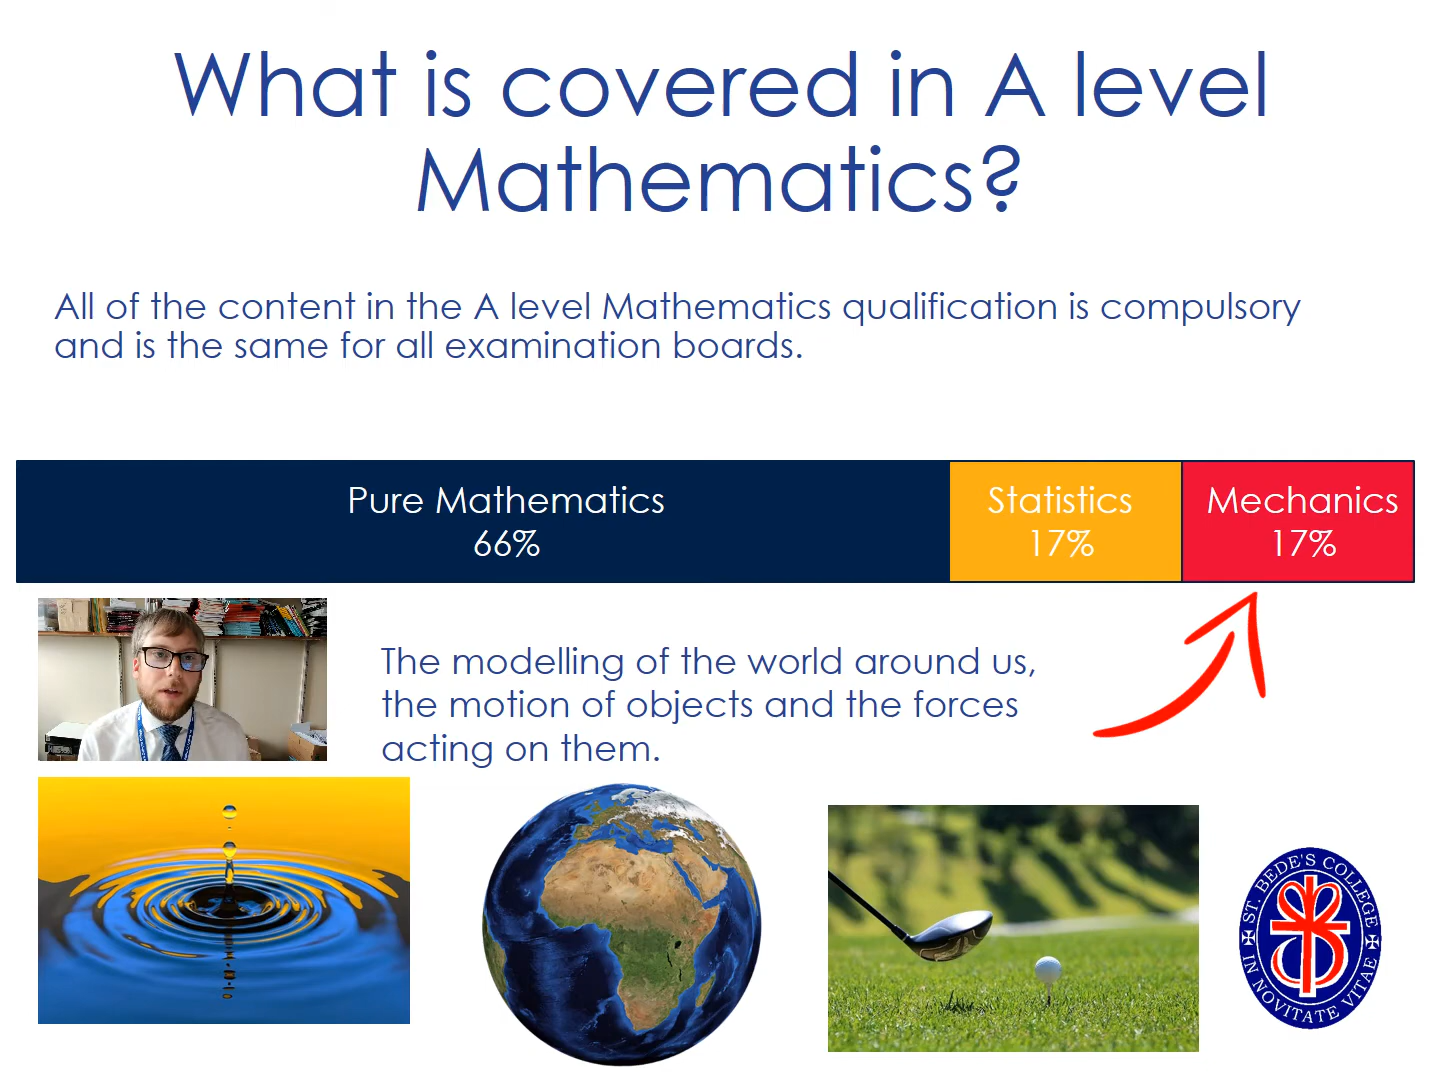 What is covered in A level
Mathematics?
All of the content in the A level Mathematics qualification is compulsory
and is the same for all examination boards.
Pure Mathematics
66%
Statistics
17%
Mechanics
17%
The modelling of the world around us,
the motion of objects and the forces
acting on them.
ST. BEDE'S COLLEGE
IN NOVITATE VITAE